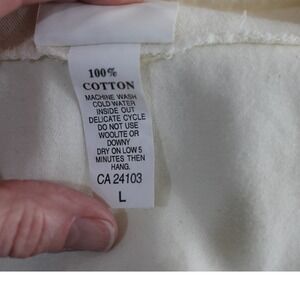 100%
COTTON
MACHINE WASH
COLD WATER
INSIDE OUT
DELICATE CYCLE
DO NOT USE
WOOLITE OR
DOWNY
DRY ON LOW 5
MINUTES THEN
HANG.
CA 24103
L